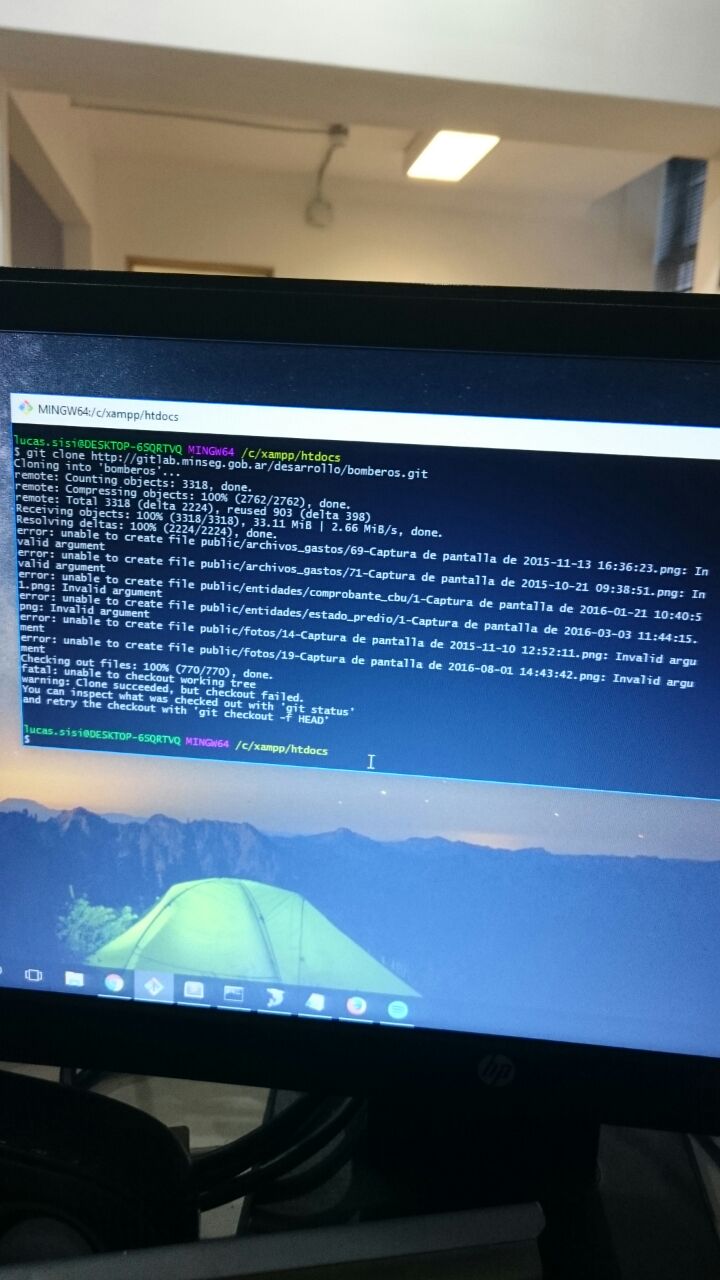 MINGW64:/c/xampp/htdocs
lucas.sisi@DESKTOP-6SQRTVQ MINGW64 /c/xampp/htdocs
$ git clone http://gitlab.minseg.gob.ar/desarrollo/bomberos.git
Cloning into 'bomberos'...
remote: Counting objects: 3318, done.
remote: Compressing objects: 100% (2762/2762), done.
remote: Total 3318 (delta 2224), reused 903 (delta 398)
Receiving objects: 100% (3318/3318), 33.11 MiB | 2.66 MiB/s, done.
Resolving deltas: 100% (2224/2224), done.
error: unable to create file public/archivos_gastos/69-Captura de pantalla de 2015-11-13 16:36:23.png: In
valid argument
error: unable to create file public/archivos_gastos/71-Captura de pantalla de 2015-10-21 09:38:51.png: In
valid argument
error: unable to create file public/entidades/comprobante_cbu/1-Captura de pantalla de 2016-01-21 10:40:5
1.png: Invalid argument
error: unable to create file public/entidades/estado_predio/1-Captura de pantalla de 2016-03-03 11:44:15.
png: Invalid argument
error: unable to create file public/fotos/14-Captura de pantalla de 2015-11-10 12:52:11.png: Invalid argu
ment
error: unable to create file public/fotos/19-Captura de pantalla de 2016-08-01 14:43:42.png: Invalid argu
ment
Checking out files: 100% (770/770), done.
fatal: unable to checkout working tree
warning: Clone succeeded, but checkout failed.
You can inspect what was checked out with 'git status'
and retry the checkout with 'git checkout -f HEAD'
lucas.sisi@DESKTOP-6SQRTVQ MINGW64 /c/xampp/htdocs
$
hp